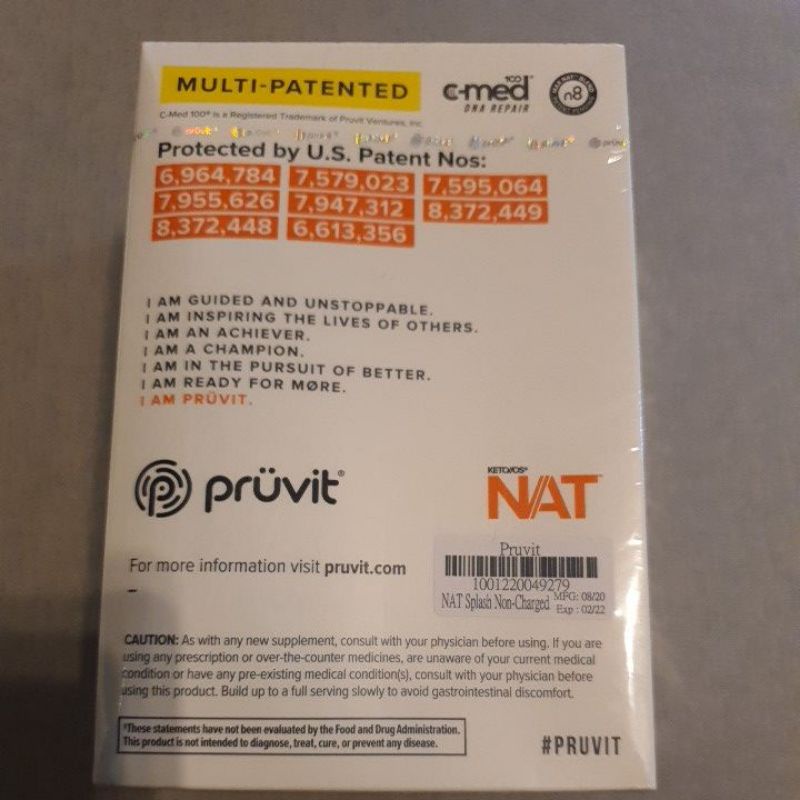 MULTI-PATENTED
c-med 100®
DNA REPAIR
n8
C-Med 100® is a Registered Trademark of Pruvit Ventures, Inc.
Protected by U.S. Patent Nos:
6,964,784 7,579,023 7,595,064
7,955,626 7,947,312 8,372,449
8,372,448 6,613,356
I AM GUIDED AND UNSTOPPABLE.
I AM INSPIRING THE LIVES OF OTHERS.
I AM AN ACHIEVER.
I AM A CHAMPION.
I AM IN THE PURSUIT OF BETTER.
I AM READY FOR MØRE.
I AM PRÜVIT.
prüvit®
KETO//OS®
NAT™
For more information visit pruvit.com
Pruvit
1001220049279
NAT Splash Non-Charged
MFG: 08/20
Exp : 02/22
CAUTION: As with any new supplement, consult with your physician before using. If you are
using any prescription or over-the-counter medicines, are unaware of your current medical
condition or have any pre-existing medical condition(s), consult with your physician before
using this product. Build up to a full serving slowly to avoid gastrointestinal discomfort.
†These statements have not been evaluated by the Food and Drug Administration.
This product is not intended to diagnose, treat, cure, or prevent any disease.
#PRUVIT